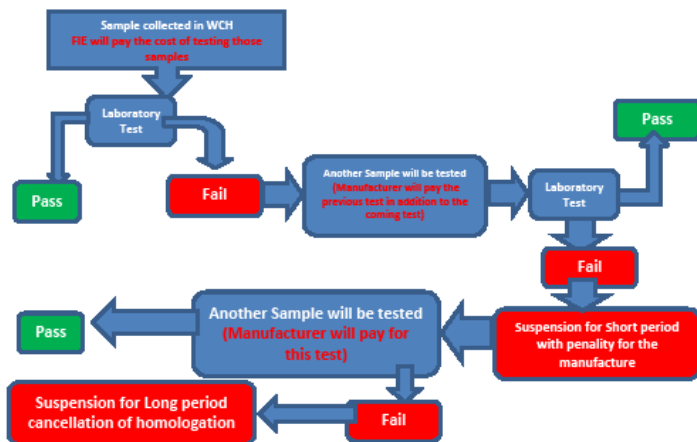 Sample collected in WCH
FIE will pay the cost of testing those
samples
Laboratory
Test
Pass
Fail
Another Sample will be tested
(Manufacturer will pay the
previous test in addition to the
coming test)
Laboratory
Test
Pass
Fail
Suspension for Short period
with penality for the
manufacture
Another Sample will be tested
(Manufacturer will pay for
this test)
Pass
Fail
Suspension for Long period
cancellation of homologation